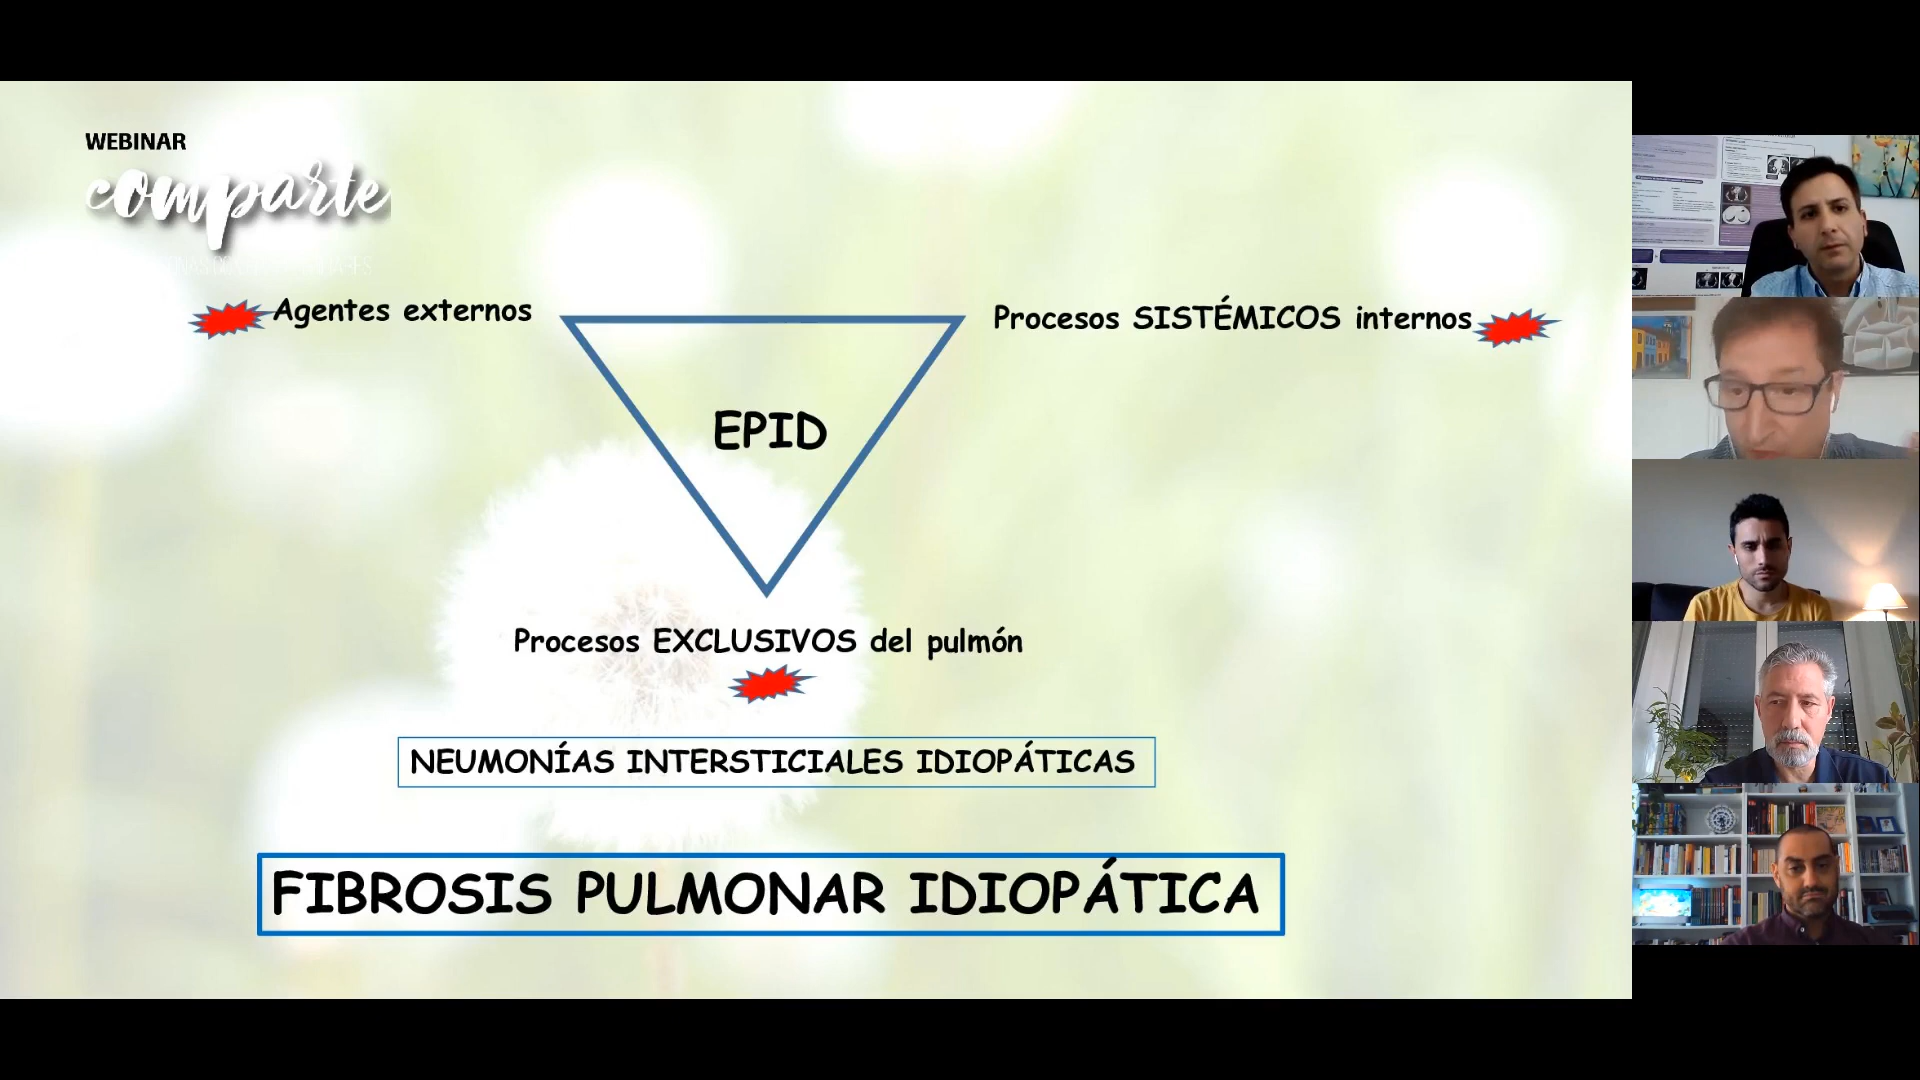 WEBINAR
comparte
Agentes externos
Procesos SISTÉMICOS internos
EPID
Procesos EXCLUSIVOS del pulmón
NEUMONÍAS INTERSTICIALES IDIOPÁTICAS
FIBROSIS PULMONAR IDIOPÁTICA